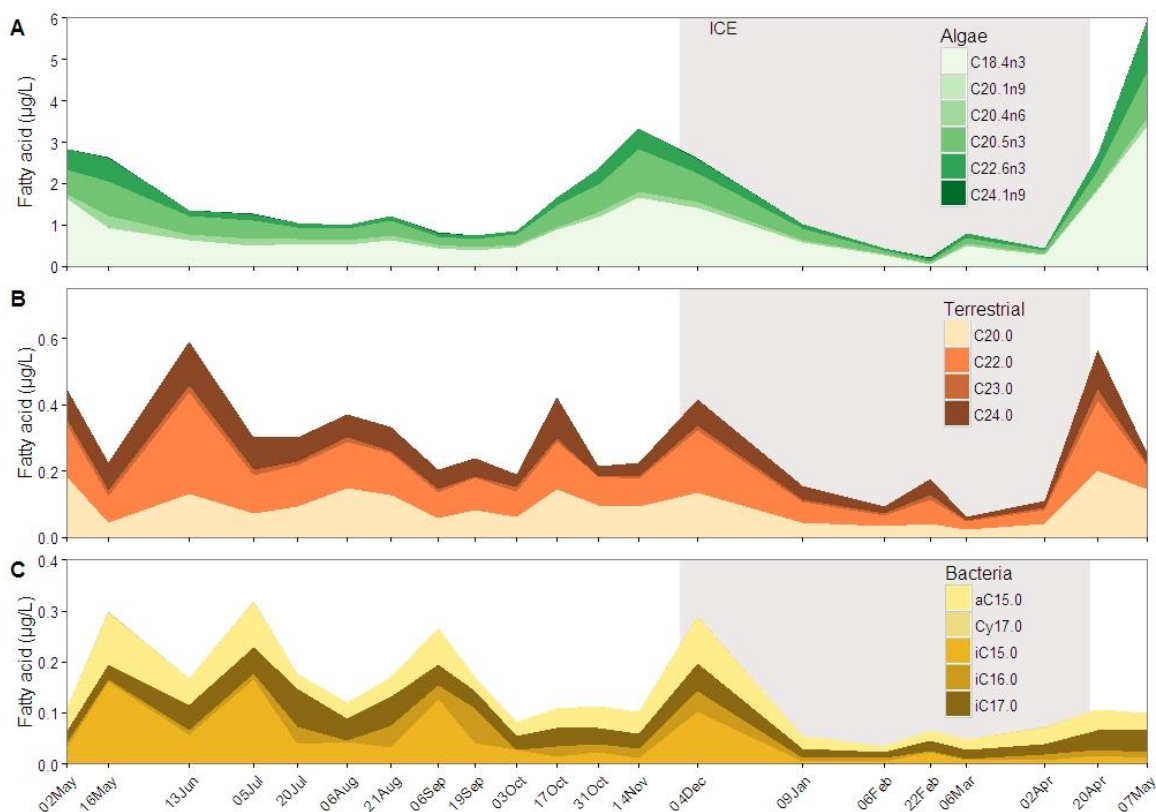 A
ICE
Fatty acid (µg/L)
6
5
4
3
2
1
0
Algae
C18.4n3
C20.1n9
C20.4n6
C20.5n3
C22.6n3
C24.1n9
B
Fatty acid (µg/L)
0.6
0.4
0.2
0.0
Terrestrial
C20.0
C22.0
C23.0
C24.0
C
Fatty acid (µg/L)
0.4
0.3
0.2
0.1
0.0
Bacteria
aC15.0
Cy17.0
iC15.0
iC16.0
iC17.0
02May
16May
13Jun
05Jul
20Jul
06Aug
21Aug
06Sep
19Sep
03Oct
17Oct
31Oct
14Nov
04Dec
09Jan
06Feb
22Feb
06Mar
02Apr
20Apr
07May